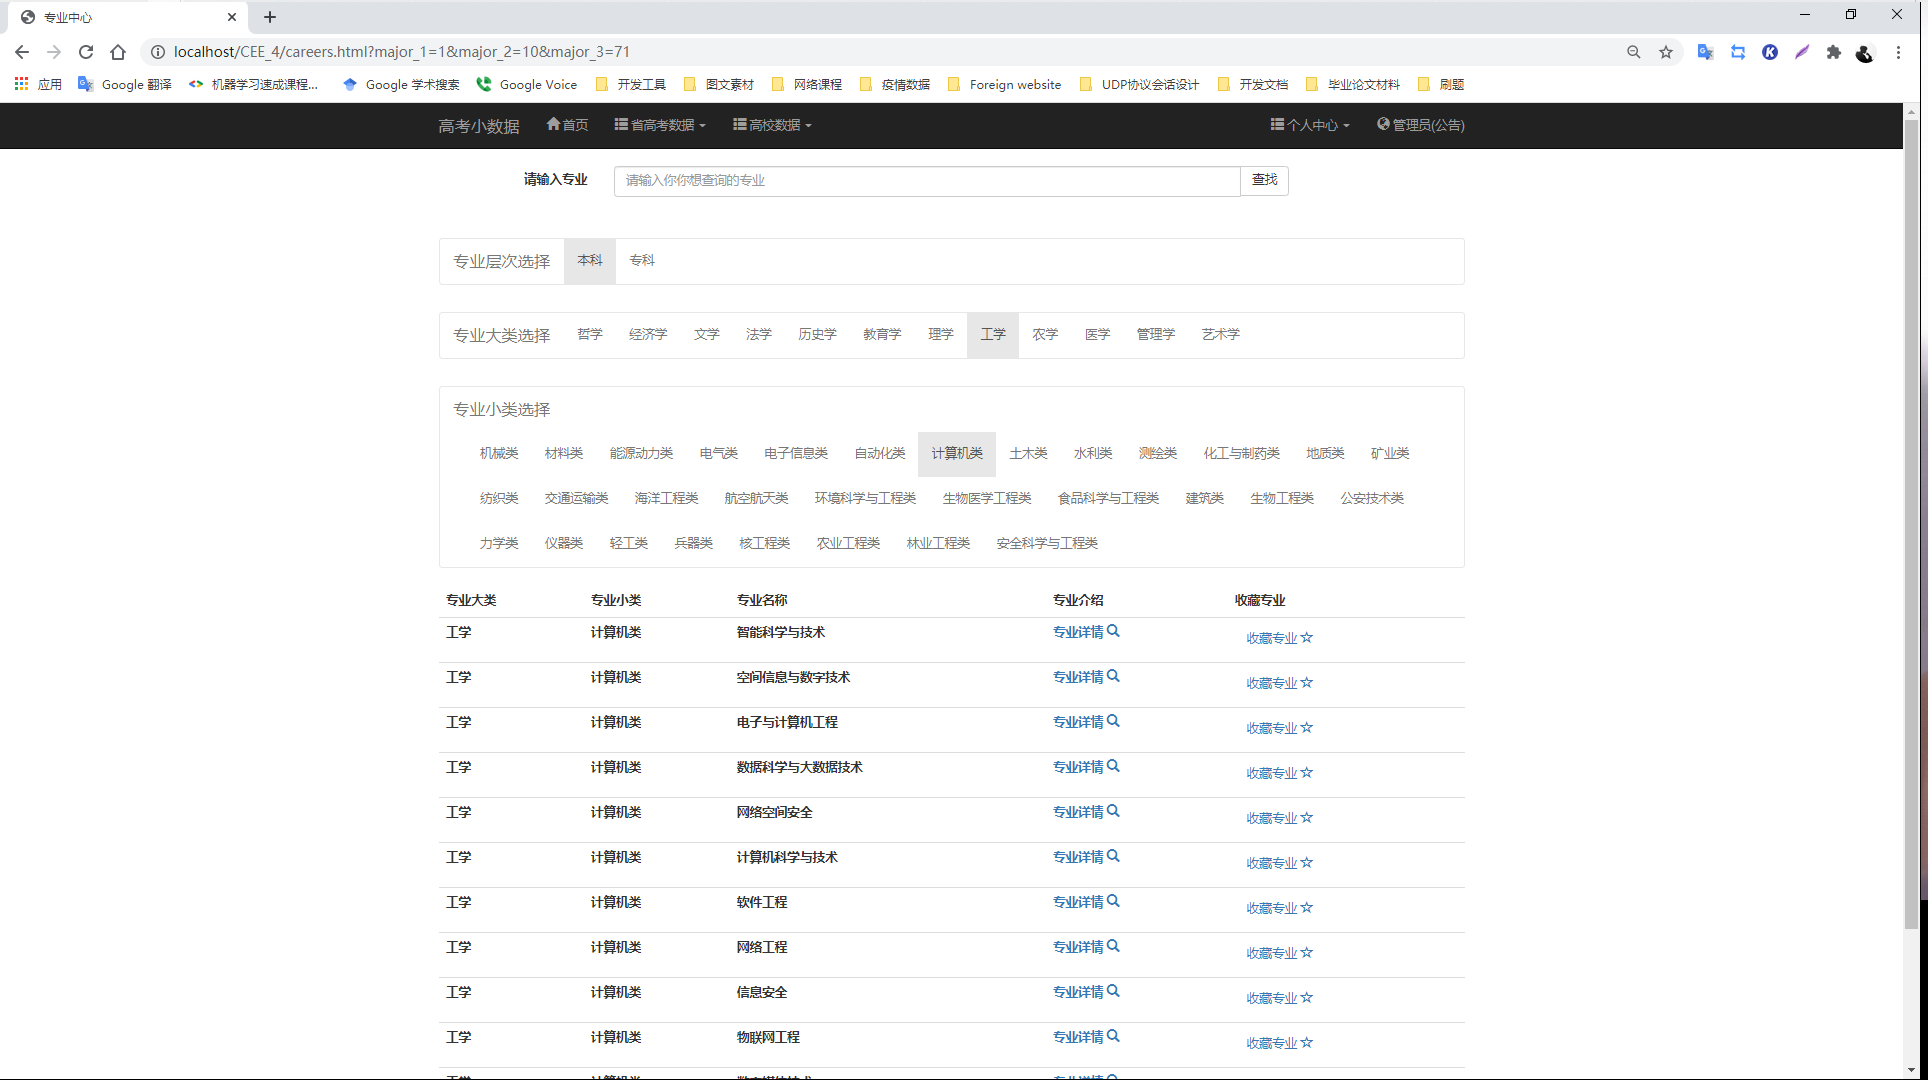 专业中心
localhost/CEE_4/careers.html?major_1=1&major_2=10&major_3=71
应用 Google 翻译 机器学习速成课程... Google 学术搜索 Google Voice 开发工具 图文素材 网络课程 疫情数据 Foreign website UDP协议会话设计 开发文档 毕业论文材料 刷题
高考小数据 首页 省高考数据 高校数据 个人中心 管理员(公告)
请输入专业 请输入你你想查询的专业 查找
专业层次选择 本科 专科
专业大类选择 哲学 经济学 文学 法学 历史学 教育学 理学 工学 农学 医学 管理学 艺术学
专业小类选择
机械类 材料类 能源动力类 电气类 电子信息类 自动化类 计算机类 土木类 水利类 测绘类 化工与制药类 地质类 矿业类
纺织类 交通运输类 海洋工程类 航空航天类 环境科学与工程类 生物医学工程类 食品科学与工程类 建筑类 生物工程类 公安技术类
力学类 仪器类 轻工类 兵器类 核工程类 农业工程类 林业工程类 安全科学与工程类
专业大类 专业小类 专业名称 专业介绍 收藏专业
工学 计算机类 智能科学与技术 专业详情 收藏专业☆
工学 计算机类 空间信息与数字技术 专业详情 收藏专业☆
工学 计算机类 电子与计算机工程 专业详情 收藏专业☆
工学 计算机类 数据科学与大数据技术 专业详情 收藏专业☆
工学 计算机类 网络空间安全 专业详情 收藏专业☆
工学 计算机类 计算机科学与技术 专业详情 收藏专业☆
工学 计算机类 软件工程 专业详情 收藏专业☆
工学 计算机类 网络工程 专业详情 收藏专业☆
工学 计算机类 信息安全 专业详情 收藏专业☆
工学 计算机类 物联网工程 专业详情 收藏专业☆